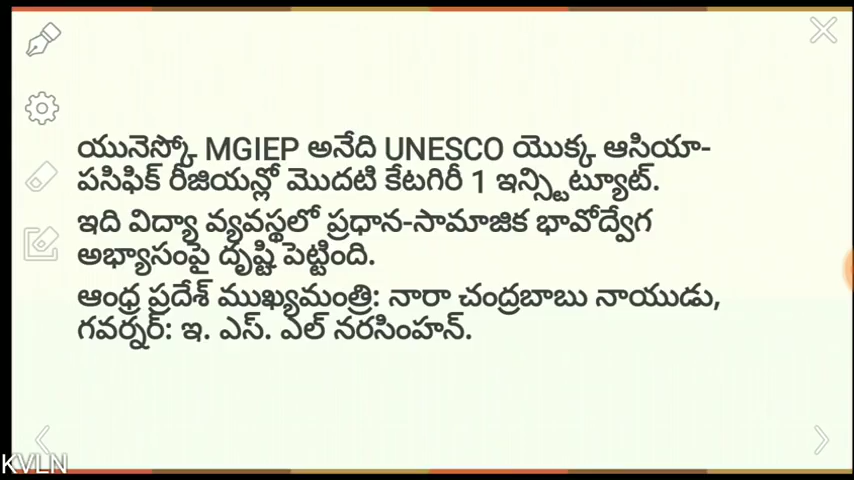 యునెస్కో MGIEP అనేది UNESCO యొక్క ఆసియా-
పసిఫిక్ రీజియన్లో మొదటి కేటగిరీ 1 ఇన్స్టిట్యూట్.
ఇది విద్యా వ్యవస్థలో ప్రధాన-సామాజిక భావోద్వేగ
అభ్యాసంపై దృష్టి పెట్టింది.
ఆంధ్ర ప్రదేశ్ ముఖ్యమంత్రి: నారా చంద్రబాబు నాయుడు,
గవర్నర్: ఇ. ఎస్. ఎల్ నరసింహన్.
KVLN